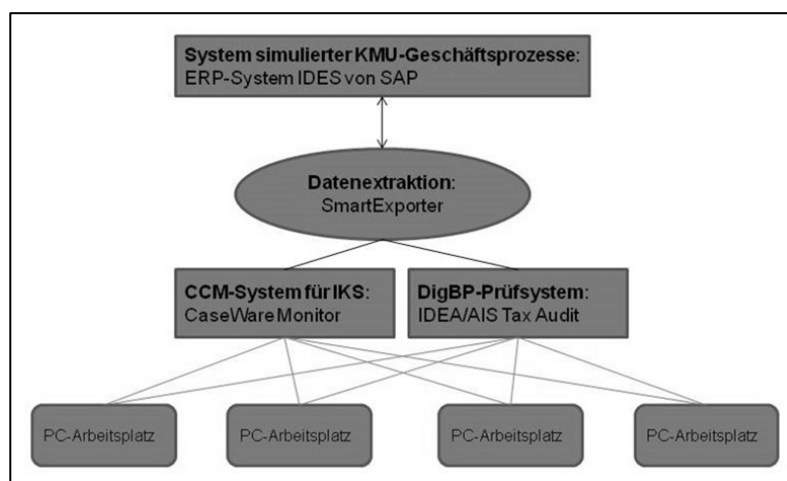 System simulierter KMU-Geschäftsprozesse:
ERP-System IDES von SAP
Datenextraktion:
SmartExporter
CCM-System für IKS:
CaseWare Monitor
DigBP-Prüfsystem:
IDEA/AIS Tax Audit
PC-Arbeitsplatz
PC-Arbeitsplatz
PC-Arbeitsplatz
PC-Arbeitsplatz